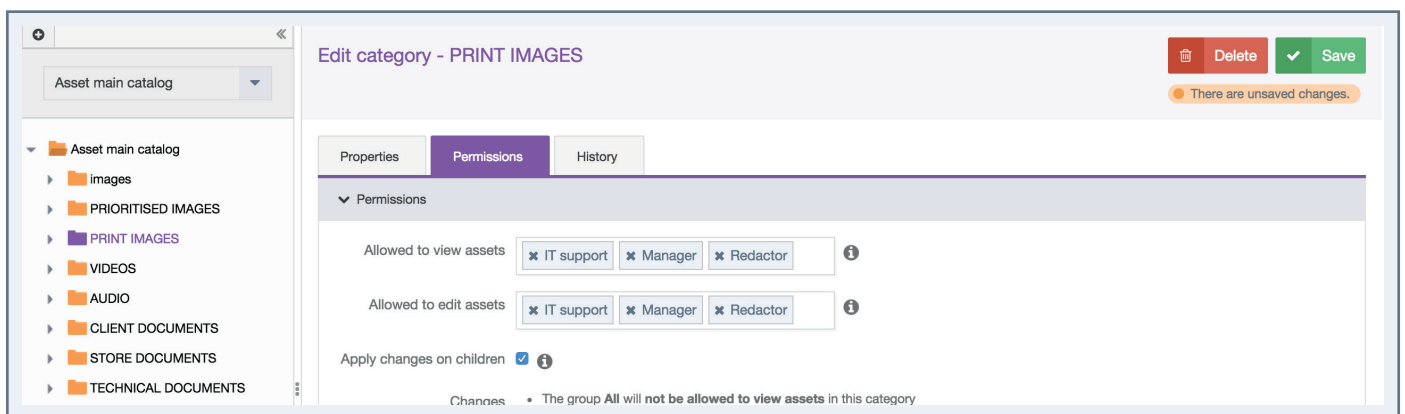 Asset main catalog
Asset main catalog
images
PRIORITISED IMAGES
PRINT IMAGES
VIDEOS
AUDIO
CLIENT DOCUMENTS
STORE DOCUMENTS
TECHNICAL DOCUMENTS
Edit category - PRINT IMAGES
Delete
Save
There are unsaved changes.
Properties
Permissions
History
Permissions
Allowed to view assets
IT support
Manager
Redactor
Allowed to edit assets
IT support
Manager
Redactor
Apply changes on children
Changes
• The group All will not be allowed to view assets in this category